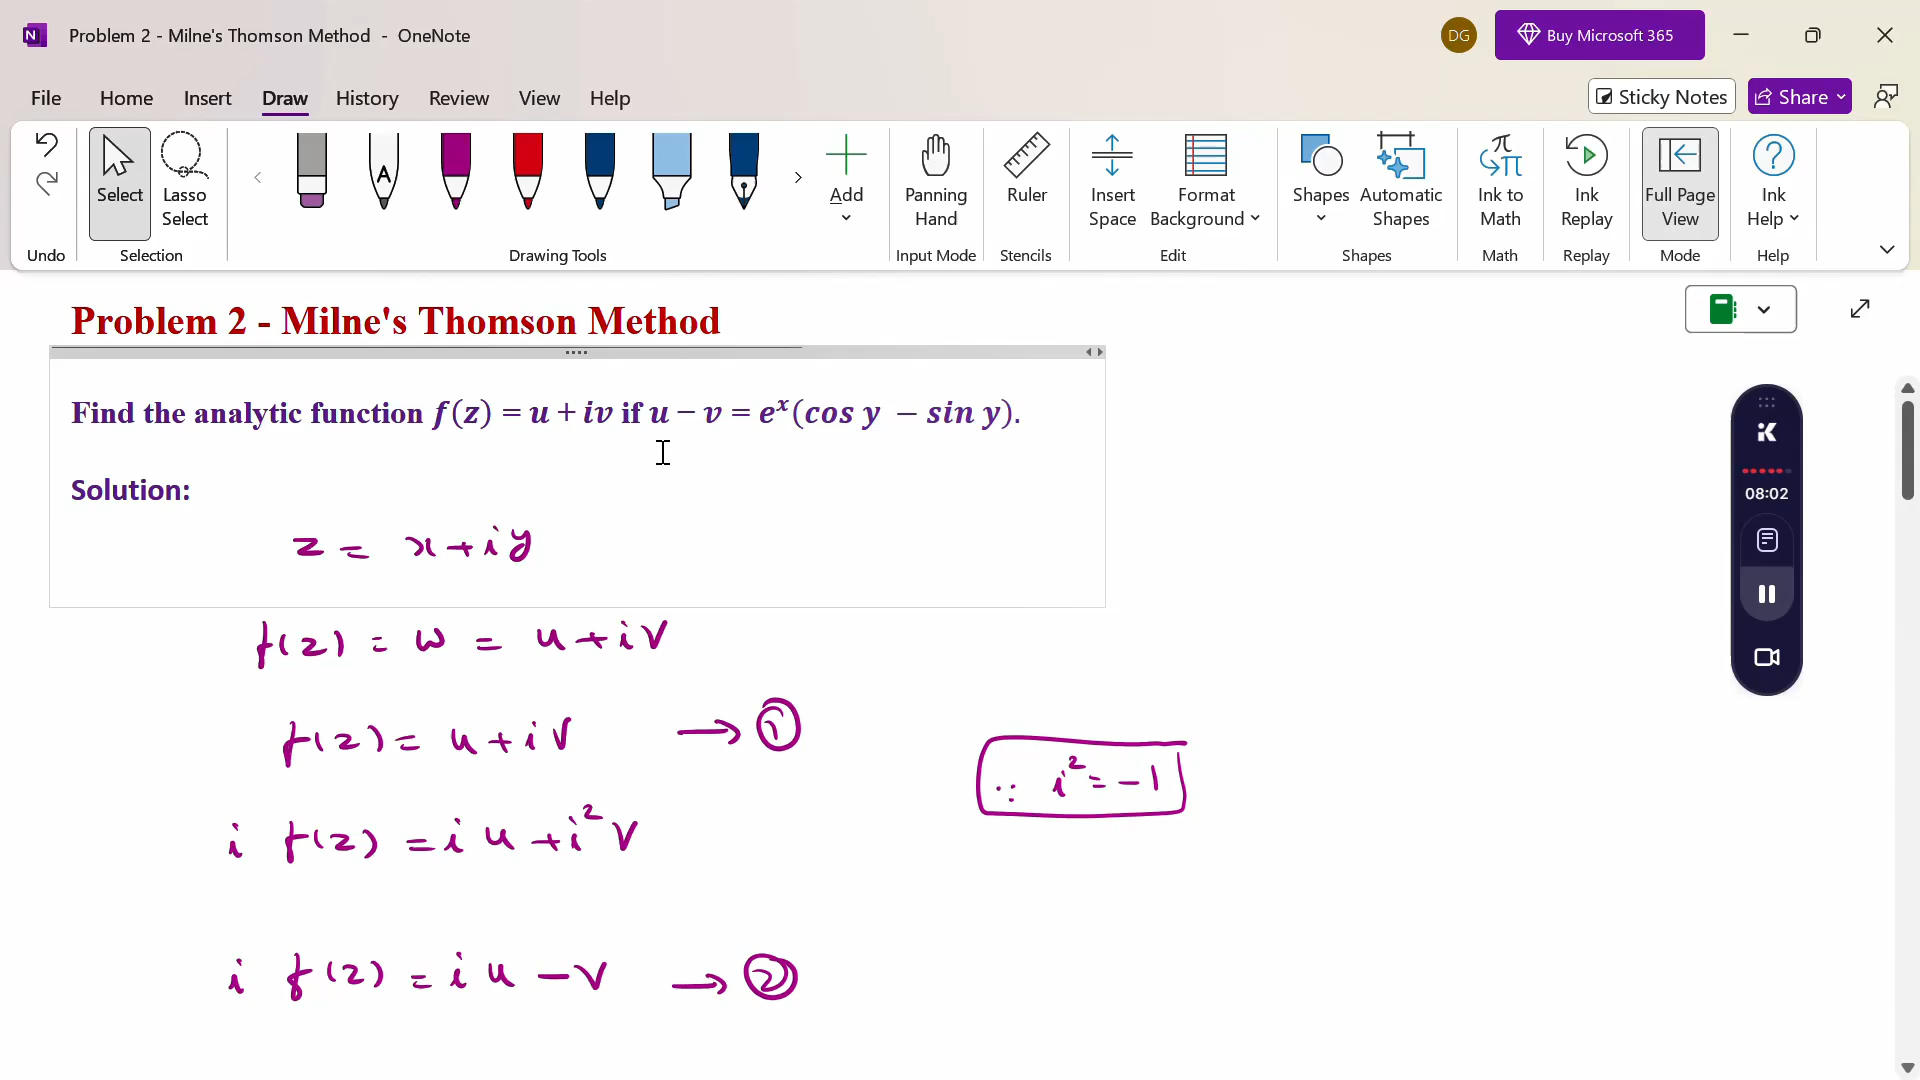 Problem 2 - Milne's Thomson Method - OneNote
DG
Buy Microsoft 365
File Home Insert Draw History Review View Help
Sticky Notes Share
Undo
Select Lasso Select
Selection
A
Drawing Tools
Add
Panning Hand
Input Mode
Ruler
Stencils
Insert Space Format Background
Edit
Shapes Automatic Shapes
Shapes
Ink to Math
Math
Ink Replay
Replay
Full Page View
Mode
Ink Help
Help
Problem 2 - Milne's Thomson Method
Find the analytic function f(z) = u + iv if u − v = eˣ(cos y − sin y).
Solution:
z = x+iy
f(z) = w = u+iv
f(z) = u+iv → ①
∵ i² = -1
i f(z) = i u + i² v
i f(z) = i u - v → ②
08:02